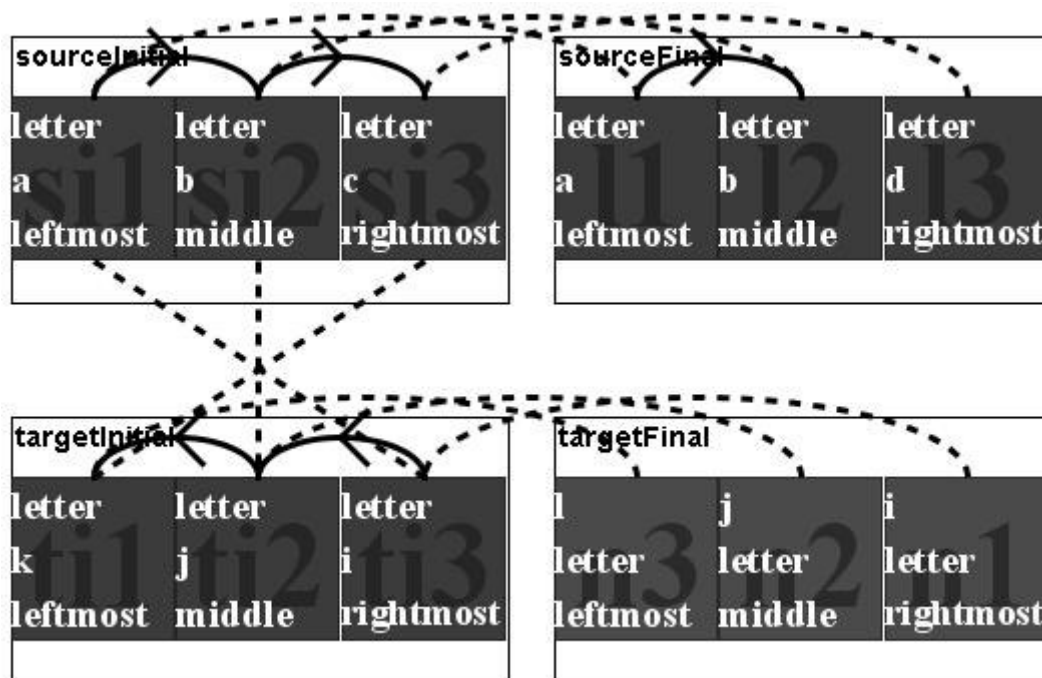 sourceInitial
letter letter letter
a b c
leftmost middle rightmost
si1 si2 si3
sourceFinal
letter letter letter
a b d
leftmost middle rightmost
l1 l2 l3
targetInitial
letter letter letter
k j i
leftmost middle rightmost
ti1 ti2 ti3
targetFinal
l j i
letter letter letter
leftmost middle rightmost
n3 n2 n1